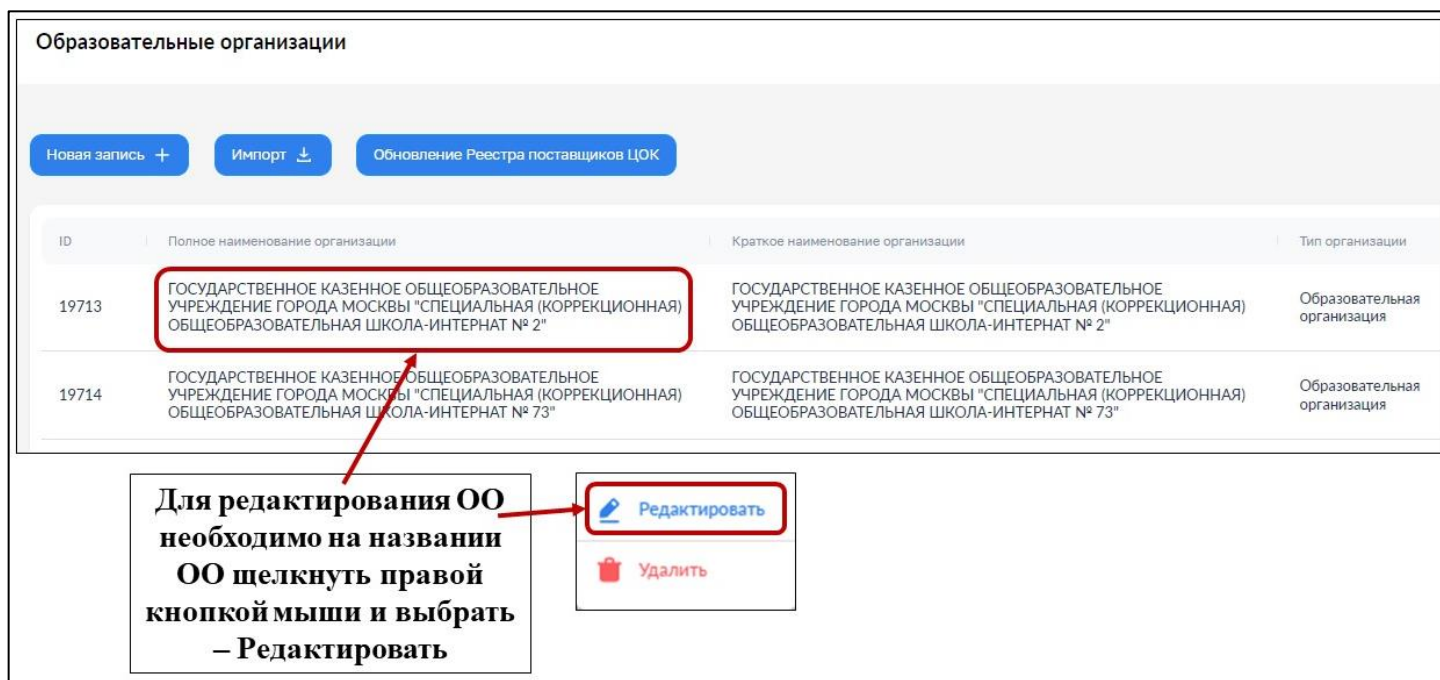 Образовательные организации
Новая запись +
Импорт
Обновление Реестра поставщиков ЦОК
ID
Полное наименование организации
Краткое наименование организации
Тип организации
19713
ГОСУДАРСТВЕННОЕ КАЗЕННОЕ ОБЩЕОБРАЗОВАТЕЛЬНОЕ
УЧРЕЖДЕНИЕ ГОРОДА МОСКВЫ "СПЕЦИАЛЬНАЯ (КОРРЕКЦИОННАЯ)
ОБЩЕОБРАЗОВАТЕЛЬНАЯ ШКОЛА-ИНТЕРНАТ № 2"
ГОСУДАРСТВЕННОЕ КАЗЕННОЕ ОБЩЕОБРАЗОВАТЕЛЬНОЕ
УЧРЕЖДЕНИЕ ГОРОДА МОСКВЫ "СПЕЦИАЛЬНАЯ (КОРРЕКЦИОННАЯ)
ОБЩЕОБРАЗОВАТЕЛЬНАЯ ШКОЛА-ИНТЕРНАТ № 2"
Образовательная
организация
19714
ГОСУДАРСТВЕННОЕ КАЗЕННОЕ ОБЩЕОБРАЗОВАТЕЛЬНОЕ
УЧРЕЖДЕНИЕ ГОРОДА МОСКВЫ "СПЕЦИАЛЬНАЯ (КОРРЕКЦИОННАЯ)
ОБЩЕОБРАЗОВАТЕЛЬНАЯ ШКОЛА-ИНТЕРНАТ № 73"
ГОСУДАРСТВЕННОЕ КАЗЕННОЕ ОБЩЕОБРАЗОВАТЕЛЬНОЕ
УЧРЕЖДЕНИЕ ГОРОДА МОСКВЫ "СПЕЦИАЛЬНАЯ (КОРРЕКЦИОННАЯ)
ОБЩЕОБРАЗОВАТЕЛЬНАЯ ШКОЛА-ИНТЕРНАТ № 73"
Образовательная
организация
Для редактирования ОО
необходимо на названии
ОО щелкнуть правой
кнопкой мыши и выбрать
– Редактировать
Редактировать
Удалить